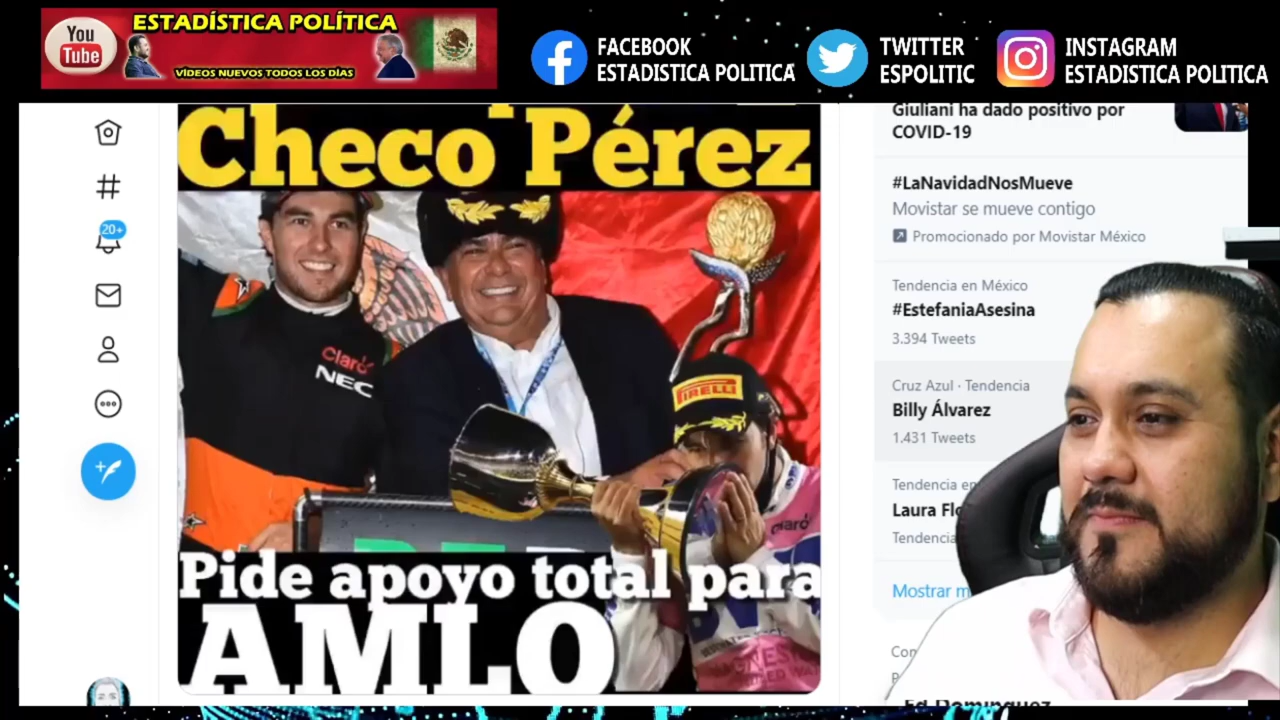 You
Tube
ESTADÍSTICA POLÍTICA
VÍDEOS NUEVOS TODOS LOS DÍAS
FACEBOOK
ESTADISTICA POLITICA
TWITTER
ESPOLITIC
INSTAGRAM
ESTADISTICA POLITICA
20+
Checo Pérez
Claro
NEC
PIRELLI
Claro
Pide apoyo total para
AMLO
Giuliani ha dado positivo por
COVID-19
#LaNavidadNosMueve
Movistar se mueve contigo
Promocionado por Movistar México
Tendencia en México
#EstefaniaAsesina
3.394 Tweets
Cruz Azul · Tendencia
Billy Álvarez
1.431 Tweets
Tendencia en
Laura Flo
Tendencia
Mostrar m